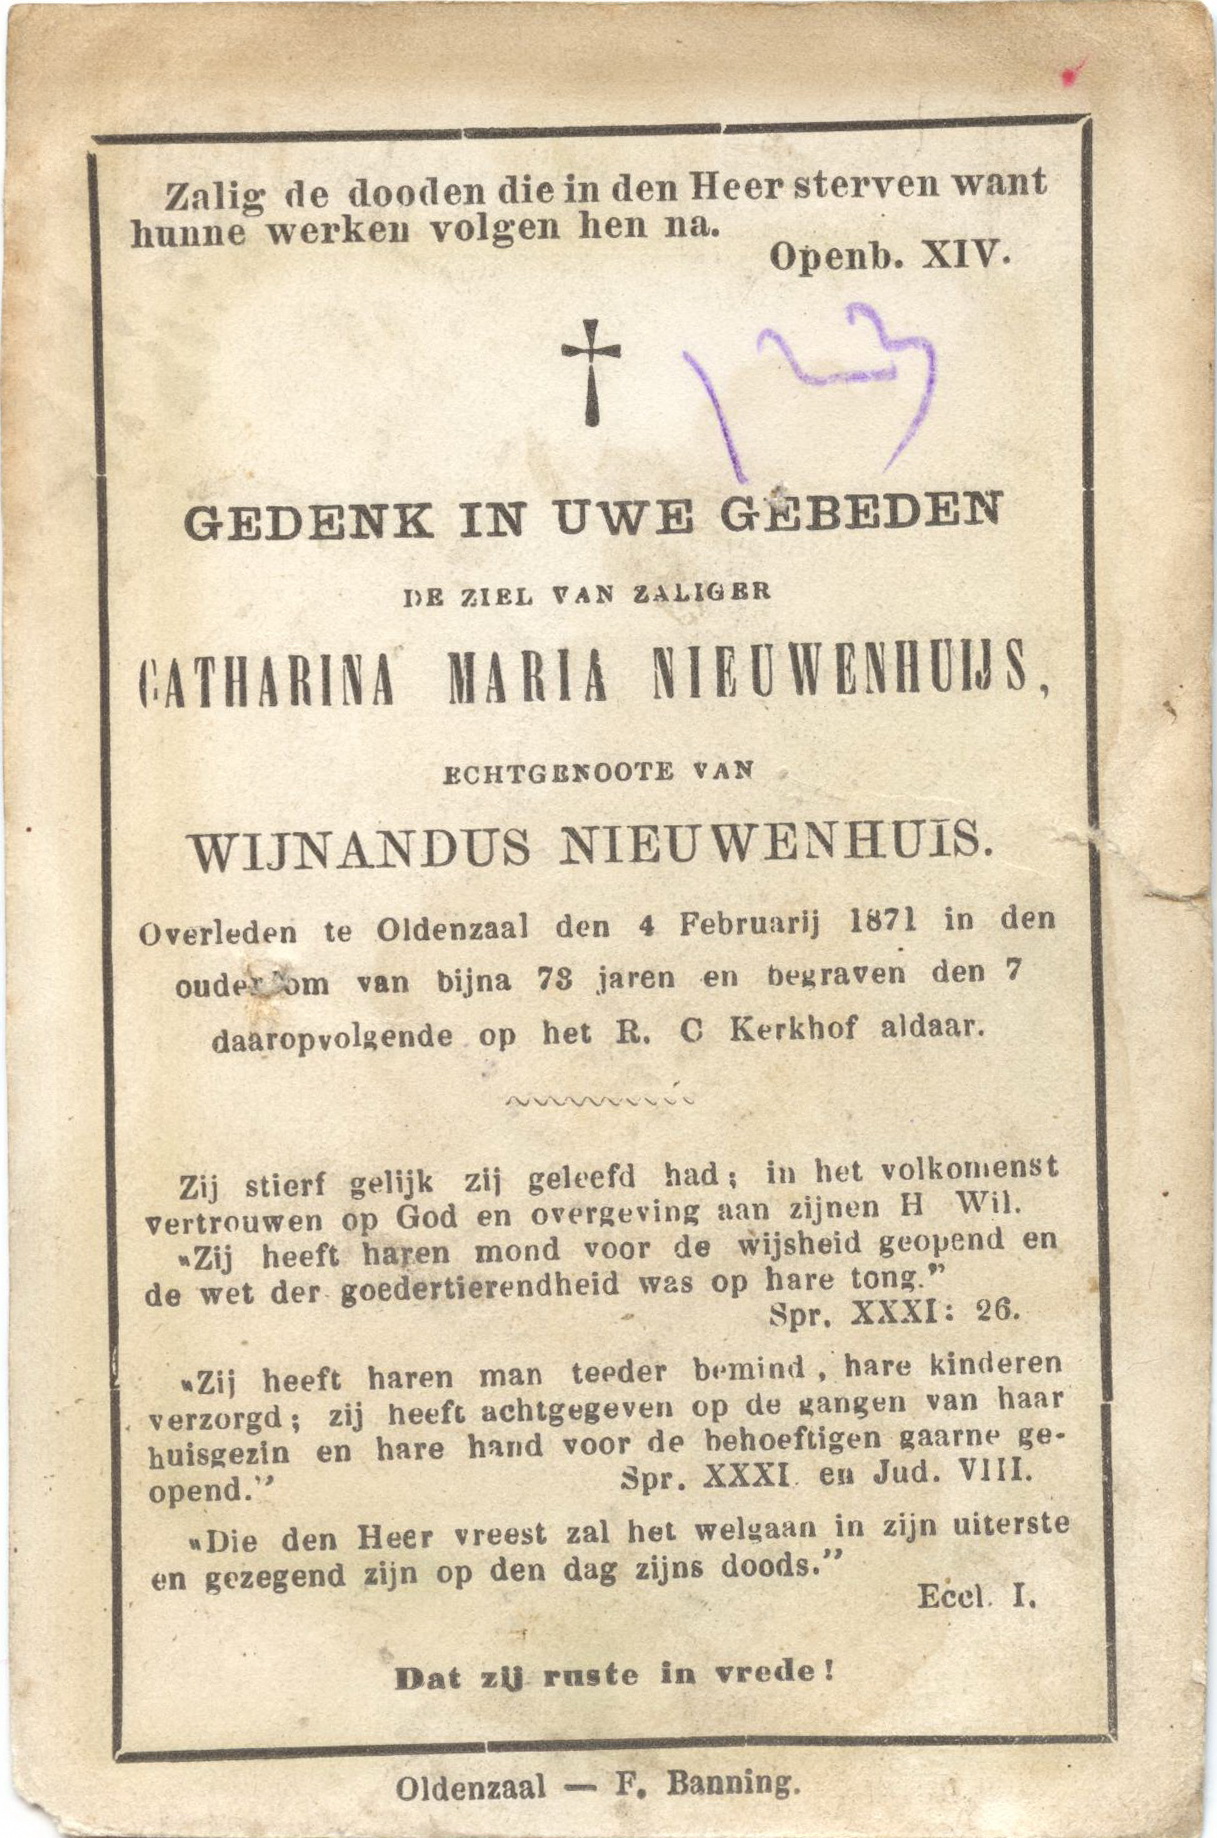 Zalig de dooden die in den Heer sterven want
hunne werken volgen hen na.
Openb. XIV.
123
GEDENK IN UWE GEBEDEN
DE ZIEL VAN ZALIGER
CATHARINA MARIA NIEUWENHUIJS,
ECHTGENOOTE VAN
WIJNANDUS NIEUWENHUIS.
Overleden te Oldenzaal den 4 Februarij 1871 in den
ouderdom van bijna 73 jaren en begraven den 7
daaropvolgende op het R. C Kerkhof aldaar.
Zij stierf gelijk zij geleefd had; in het volkomenst
vertrouwen op God en overgeving aan zijnen H Wil.
"Zij heeft haren mond voor de wijsheid geopend en
de wet der goedertierendheid was op hare tong."
Spr. XXXI: 26.
"Zij heeft haren man teeder bemind, hare kinderen
verzorgd; zij heeft achtgegeven op de gangen van haar
huisgezin en hare hand voor de behoeftigen gaarne ge-
opend." Spr. XXXI en Jud. VIII.
"Die den Heer vreest zal het welgaan in zijn uiterste
en gezegend zijn op den dag zijns doods."
Eccl. I.
Dat zij ruste in vrede!
Oldenzaal — F. Banning.